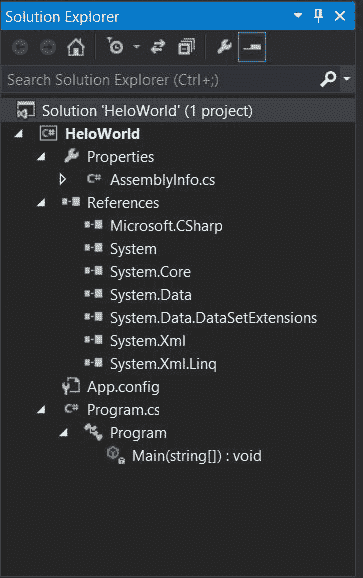 Solution Explorer
Search Solution Explorer (Ctrl+;)
Solution 'HeloWorld' (1 project)
C# HeloWorld
Properties
C# AssemblyInfo.cs
References
Microsoft.CSharp
System
System.Core
System.Data
System.Data.DataSetExtensions
System.Xml
System.Xml.Linq
App.config
C# Program.cs
Program
Main(string[]) : void